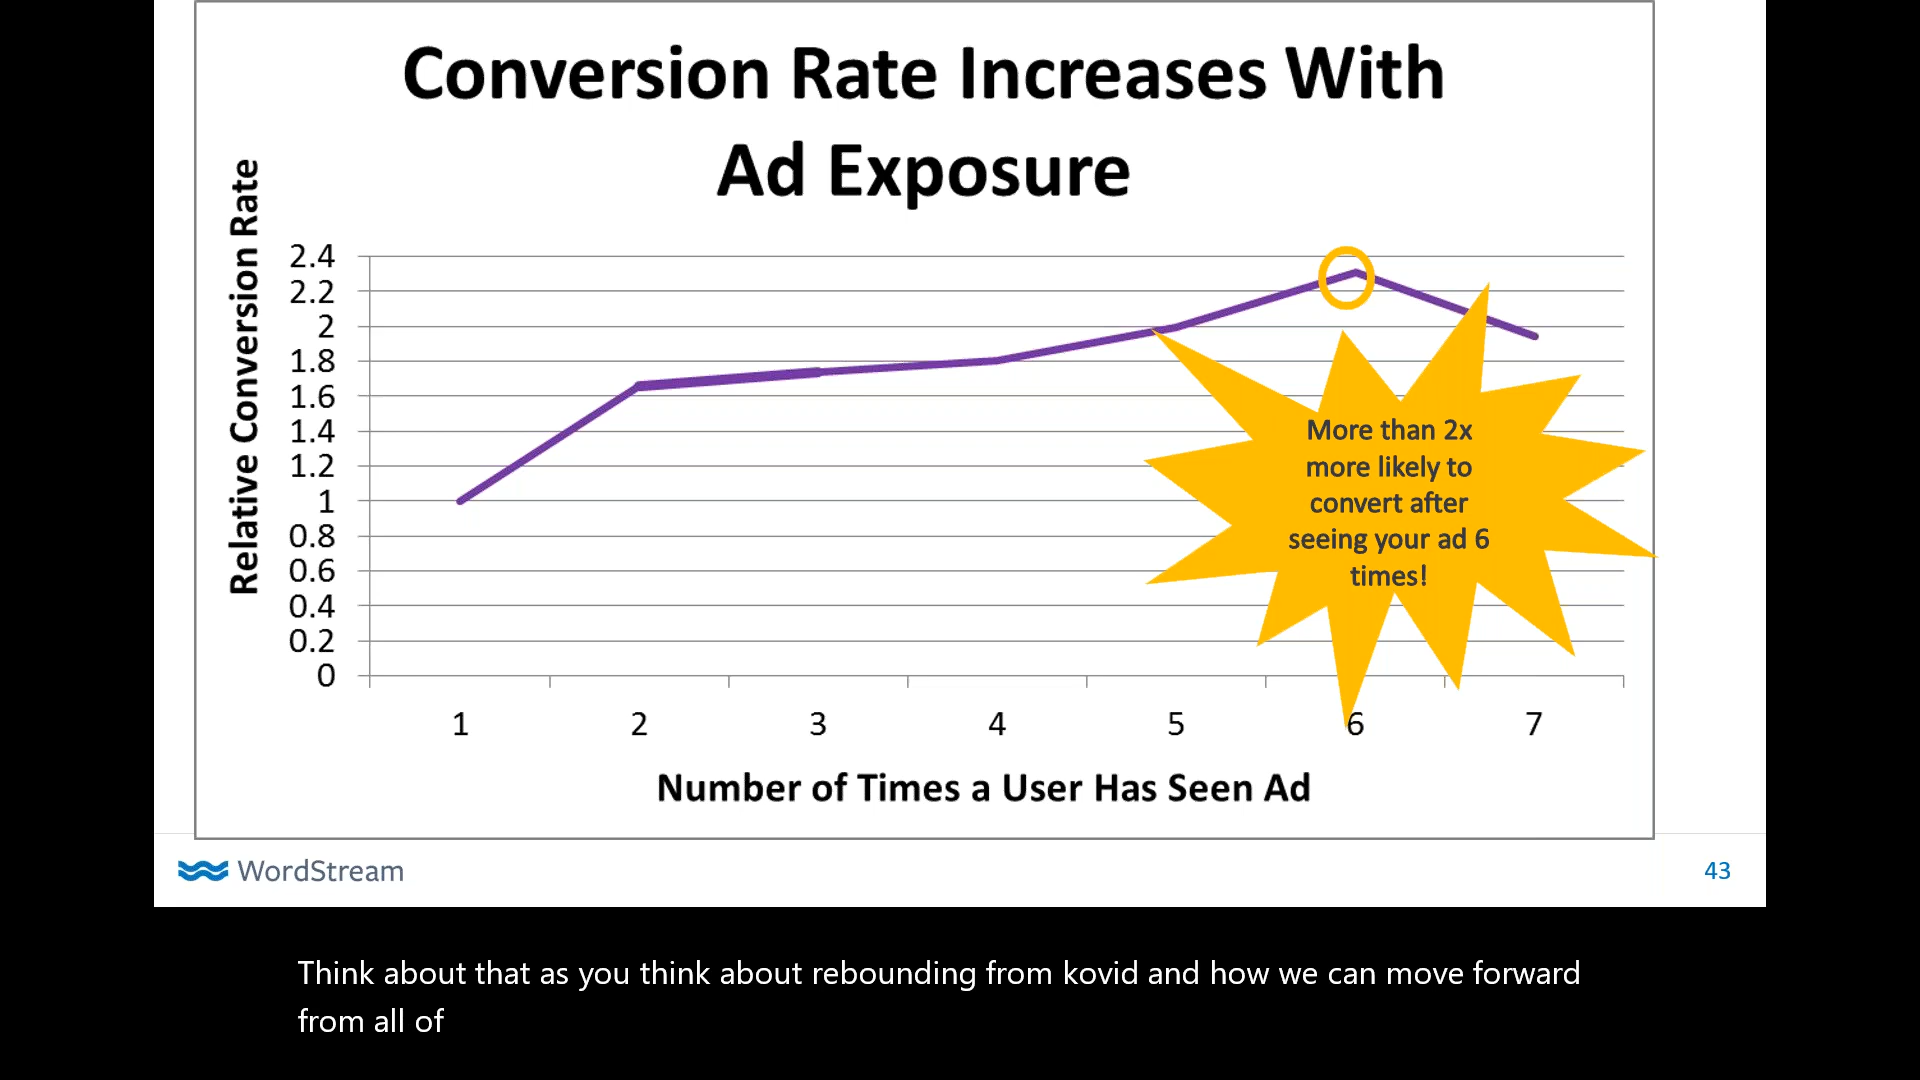 Conversion Rate Increases With
Ad Exposure
Relative Conversion Rate
2.4
2.2
2
1.8
1.6
1.4
1.2
1
0.8
0.6
0.4
0.2
0
More than 2x
more likely to
convert after
seeing your ad 6
times!
1 2 3 4 5 6 7
Number of Times a User Has Seen Ad
WordStream
43
Think about that as you think about rebounding from kovid and how we can move forward
from all of